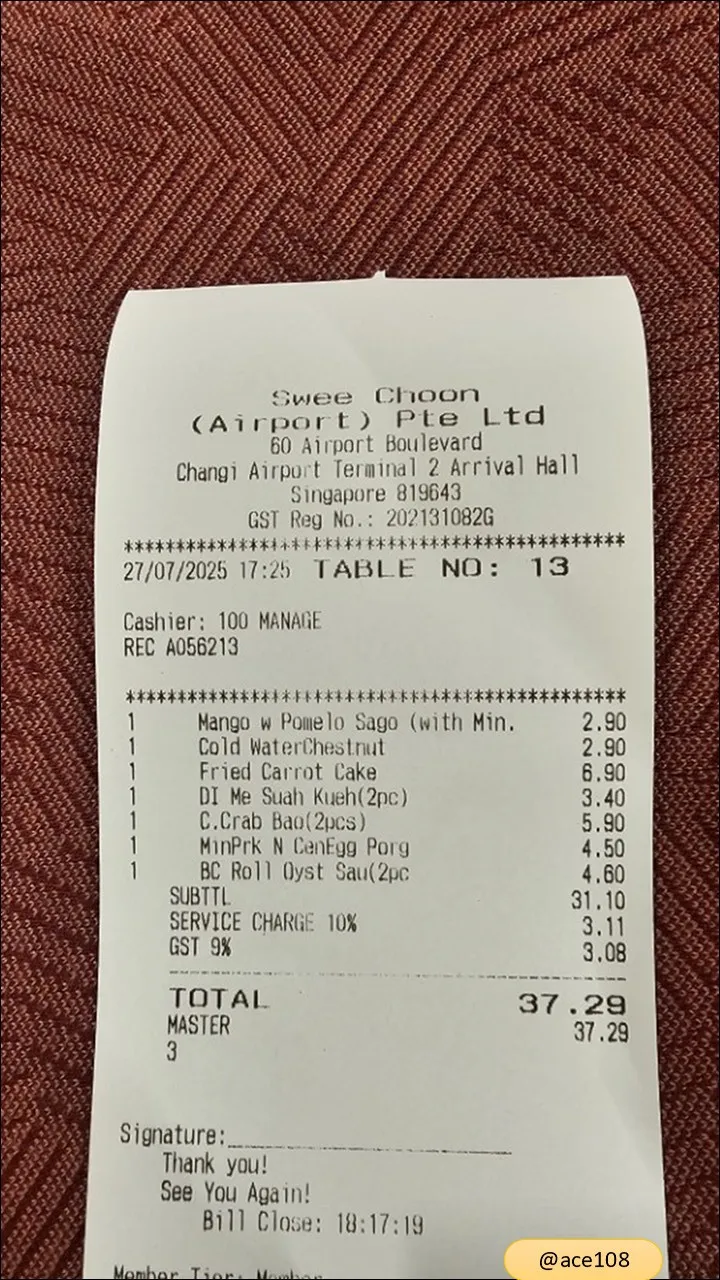 Swee Choon
(Airport) Pte Ltd
60 Airport Boulevard
Changi Airport Terminal 2 Arrival Hall
Singapore 819643
GST Reg No.: 202131082G
************************************************
27/07/2025 17:25 TABLE NO: 13
Cashier: 100 MANAGE
REC A056213
************************************************
1 Mango w Pomelo Sago (with Min. 2.90
1 Cold WaterChestnut 2.90
1 Fried Carrot Cake 6.90
1 DI Me Suah Kueh(2pc) 3.40
1 C.Crab Bao(2pcs) 5.90
1 MinPrk N CenEgg Porg 4.50
1 BC Roll Oyst Sau(2pc 4.60
SUBTTL 31.10
SERVICE CHARGE 10% 3.11
GST 9% 3.08
TOTAL 37.29
MASTER 37.29
3
Signature:
Thank you!
See You Again!
Bill Close: 18:17:19
Member Tier: Member
@ace108